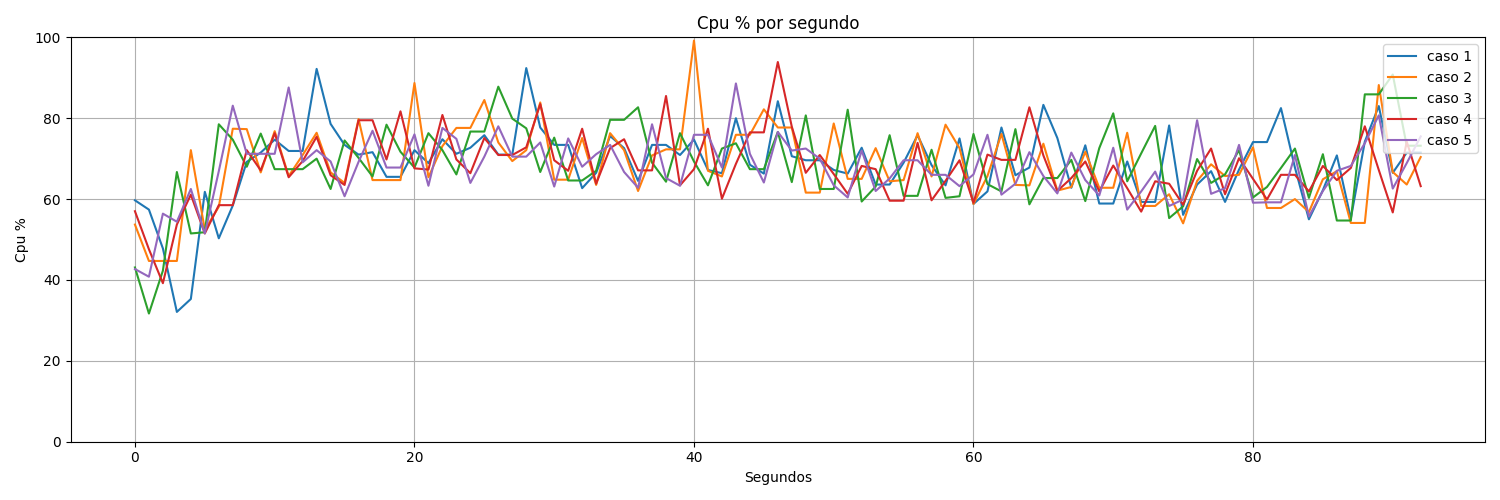 Cpu % por segundo
100
80
60
40
20
0
Cpu %
0 20 40 60 80
Segundos
caso 1
caso 2
caso 3
caso 4
caso 5